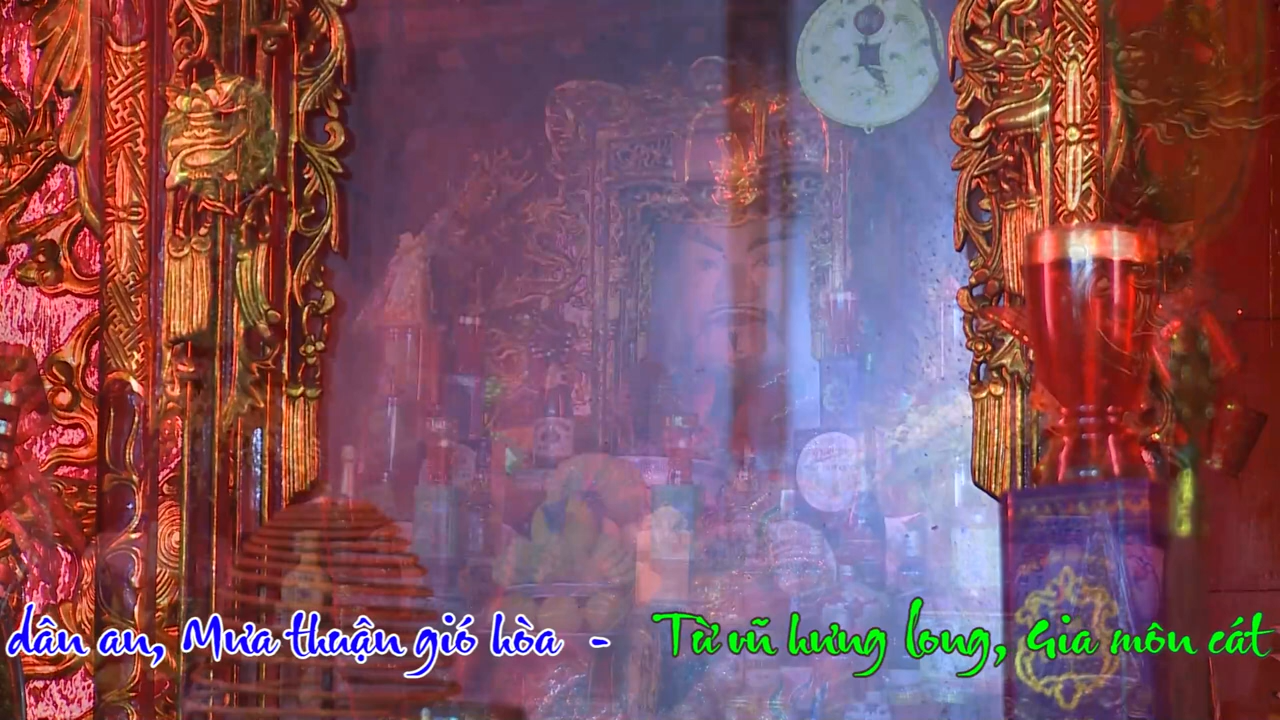 dân an, Mưa thuận gió hòa - Từ vũ hưng long, Gia môn cát